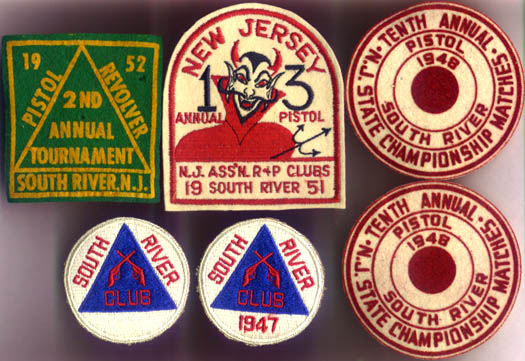 19 52
PISTOL REVOLVER
2ND
ANNUAL
TOURNAMENT
SOUTH RIVER, N.J.
NEW JERSEY
13
ANNUAL PISTOL
N.J. ASS'N. R+P CLUBS
19 SOUTH RIVER '51
N.J. STATE CHAMPIONSHIP MATCHES · TENTH ANNUAL ·
PISTOL
1948
SOUTH RIVER
SOUTH RIVER
CLUB
SOUTH RIVER
CLUB
1947
N.J. STATE CHAMPIONSHIP MATCHES · TENTH ANNUAL ·
PISTOL
1948
SOUTH RIVER